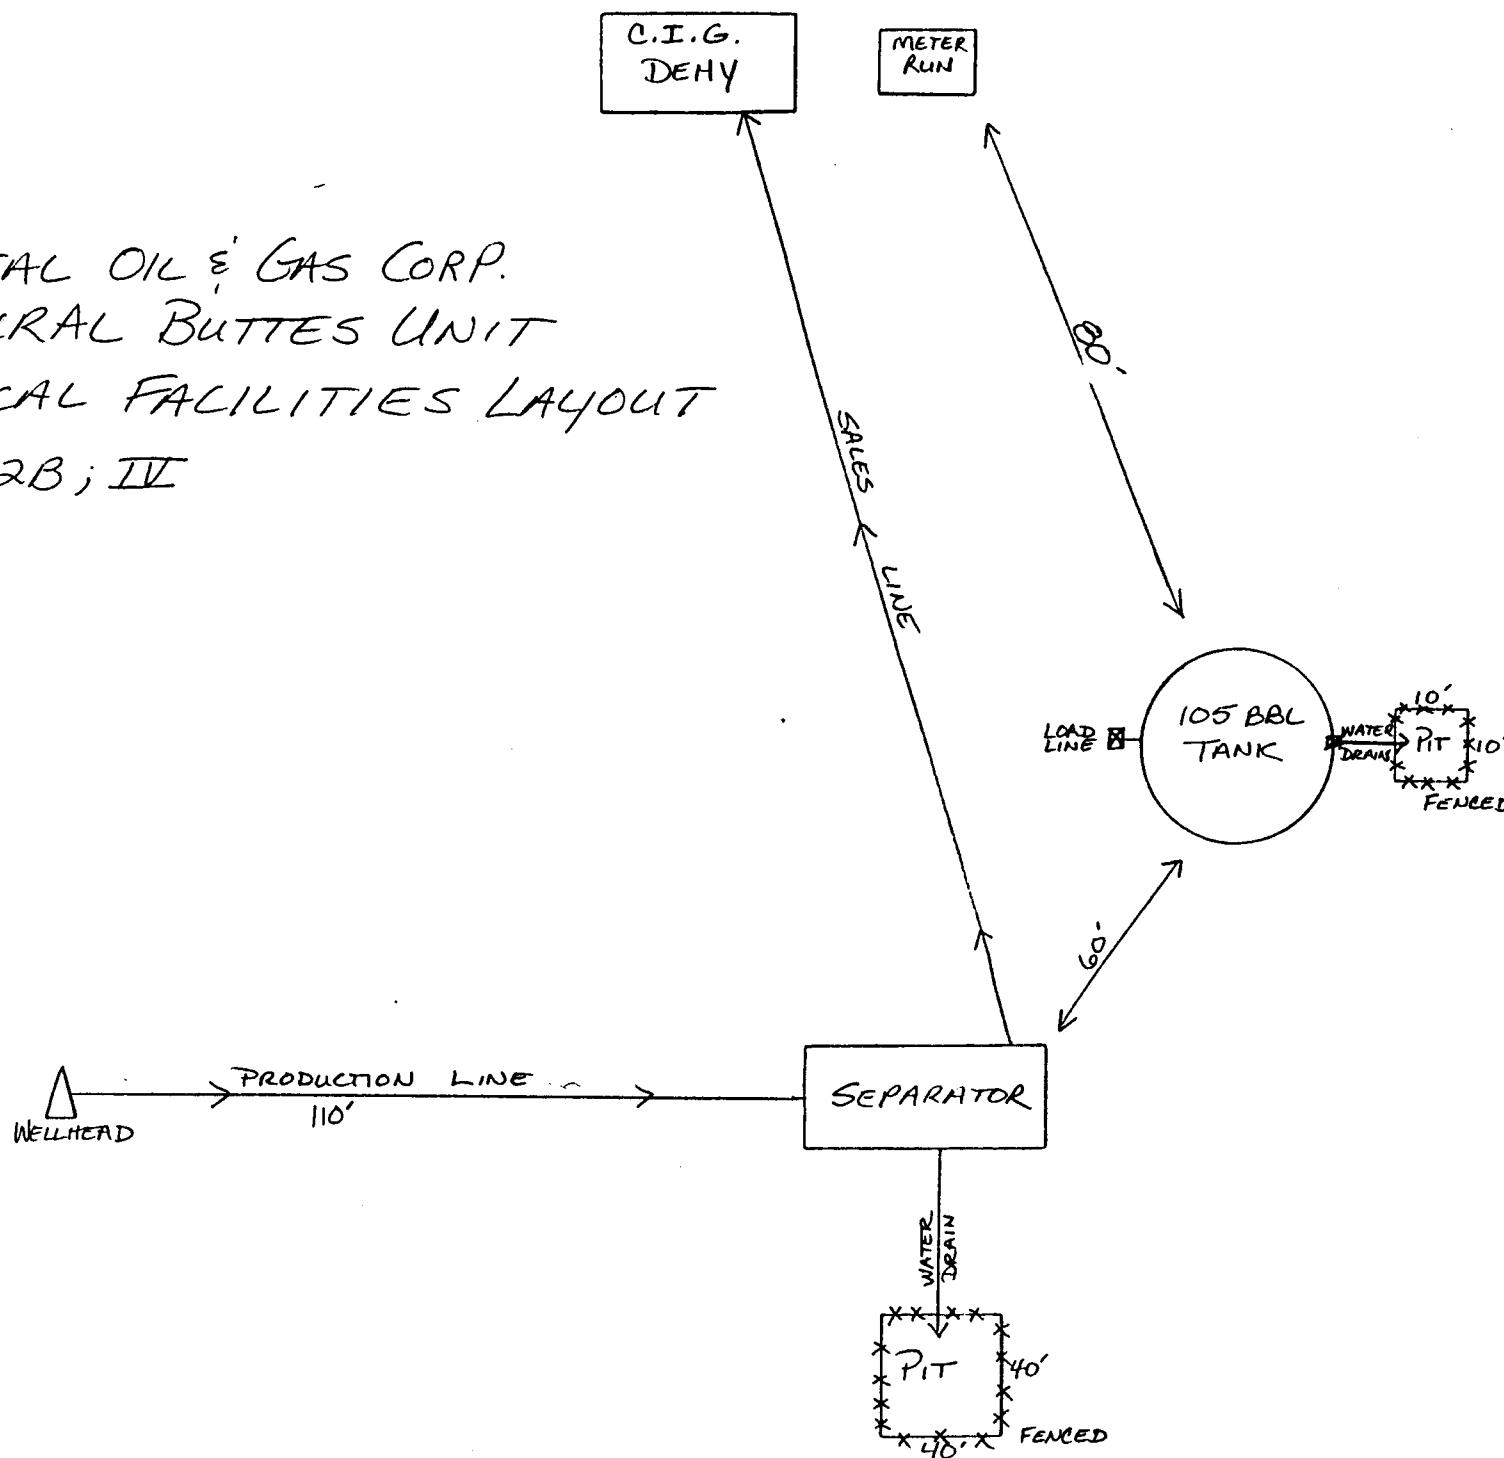 C.I.G.
DEHY
METER
RUN
TAL OIL & GAS CORP.
RAL BUTTES UNIT
CAL FACILITIES LAYOUT
2B; IV
80'
SALES LINE
105 BBL
TANK
LOAD
LINE
WATER
DRAIN
10'
PIT
10'
FENCED
60'
PRODUCTION LINE
110'
WELLHEAD
SEPARATOR
WATER
DRAIN
PIT
40'
40'
FENCED